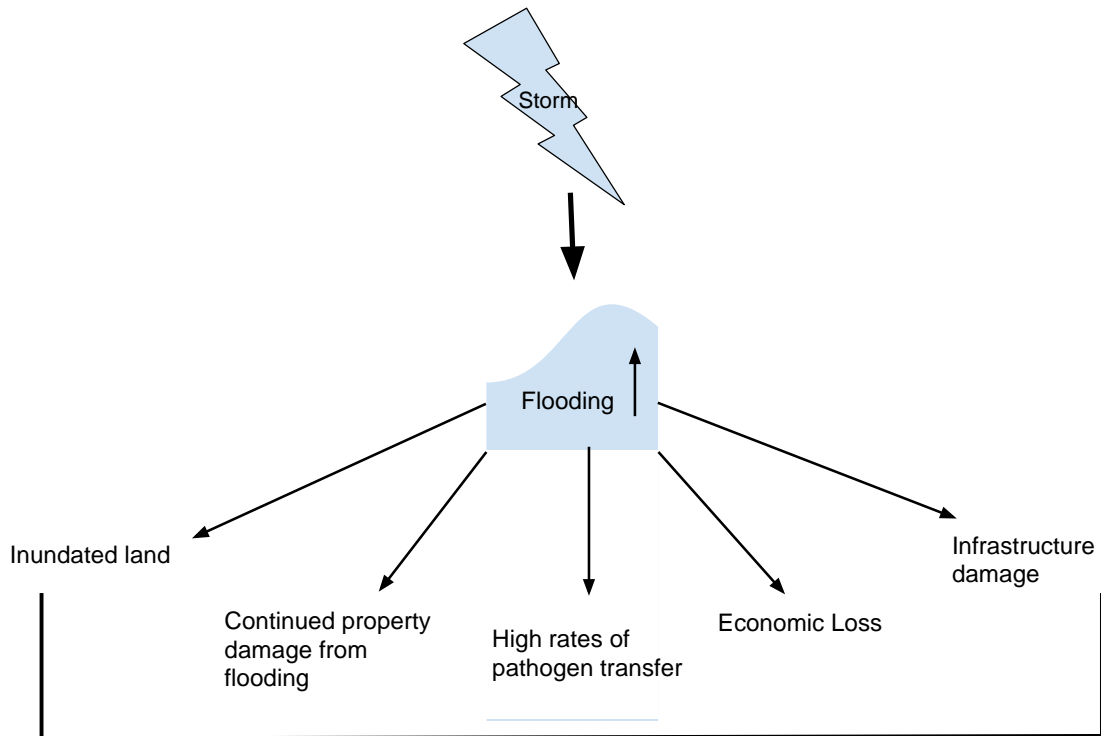 Storm
Flooding
Inundated land
Infrastructure
damage
Continued property
damage from
flooding
High rates of
pathogen transfer
Economic Loss